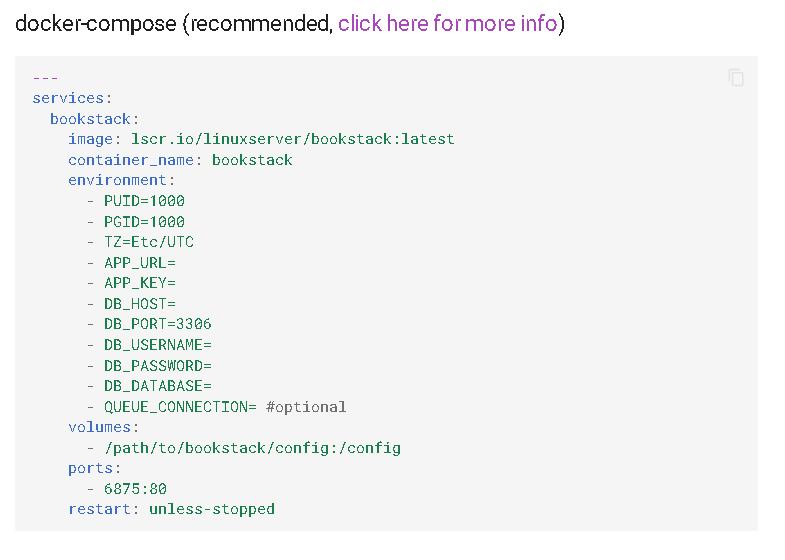 docker-compose (recommended, click here for more info)
---
services:
  bookstack:
    image: lscr.io/linuxserver/bookstack:latest
    container_name: bookstack
    environment:
      - PUID=1000
      - PGID=1000
      - TZ=Etc/UTC
      - APP_URL=
      - APP_KEY=
      - DB_HOST=
      - DB_PORT=3306
      - DB_USERNAME=
      - DB_PASSWORD=
      - DB_DATABASE=
      - QUEUE_CONNECTION= #optional
    volumes:
      - /path/to/bookstack/config:/config
    ports:
      - 6875:80
    restart: unless-stopped